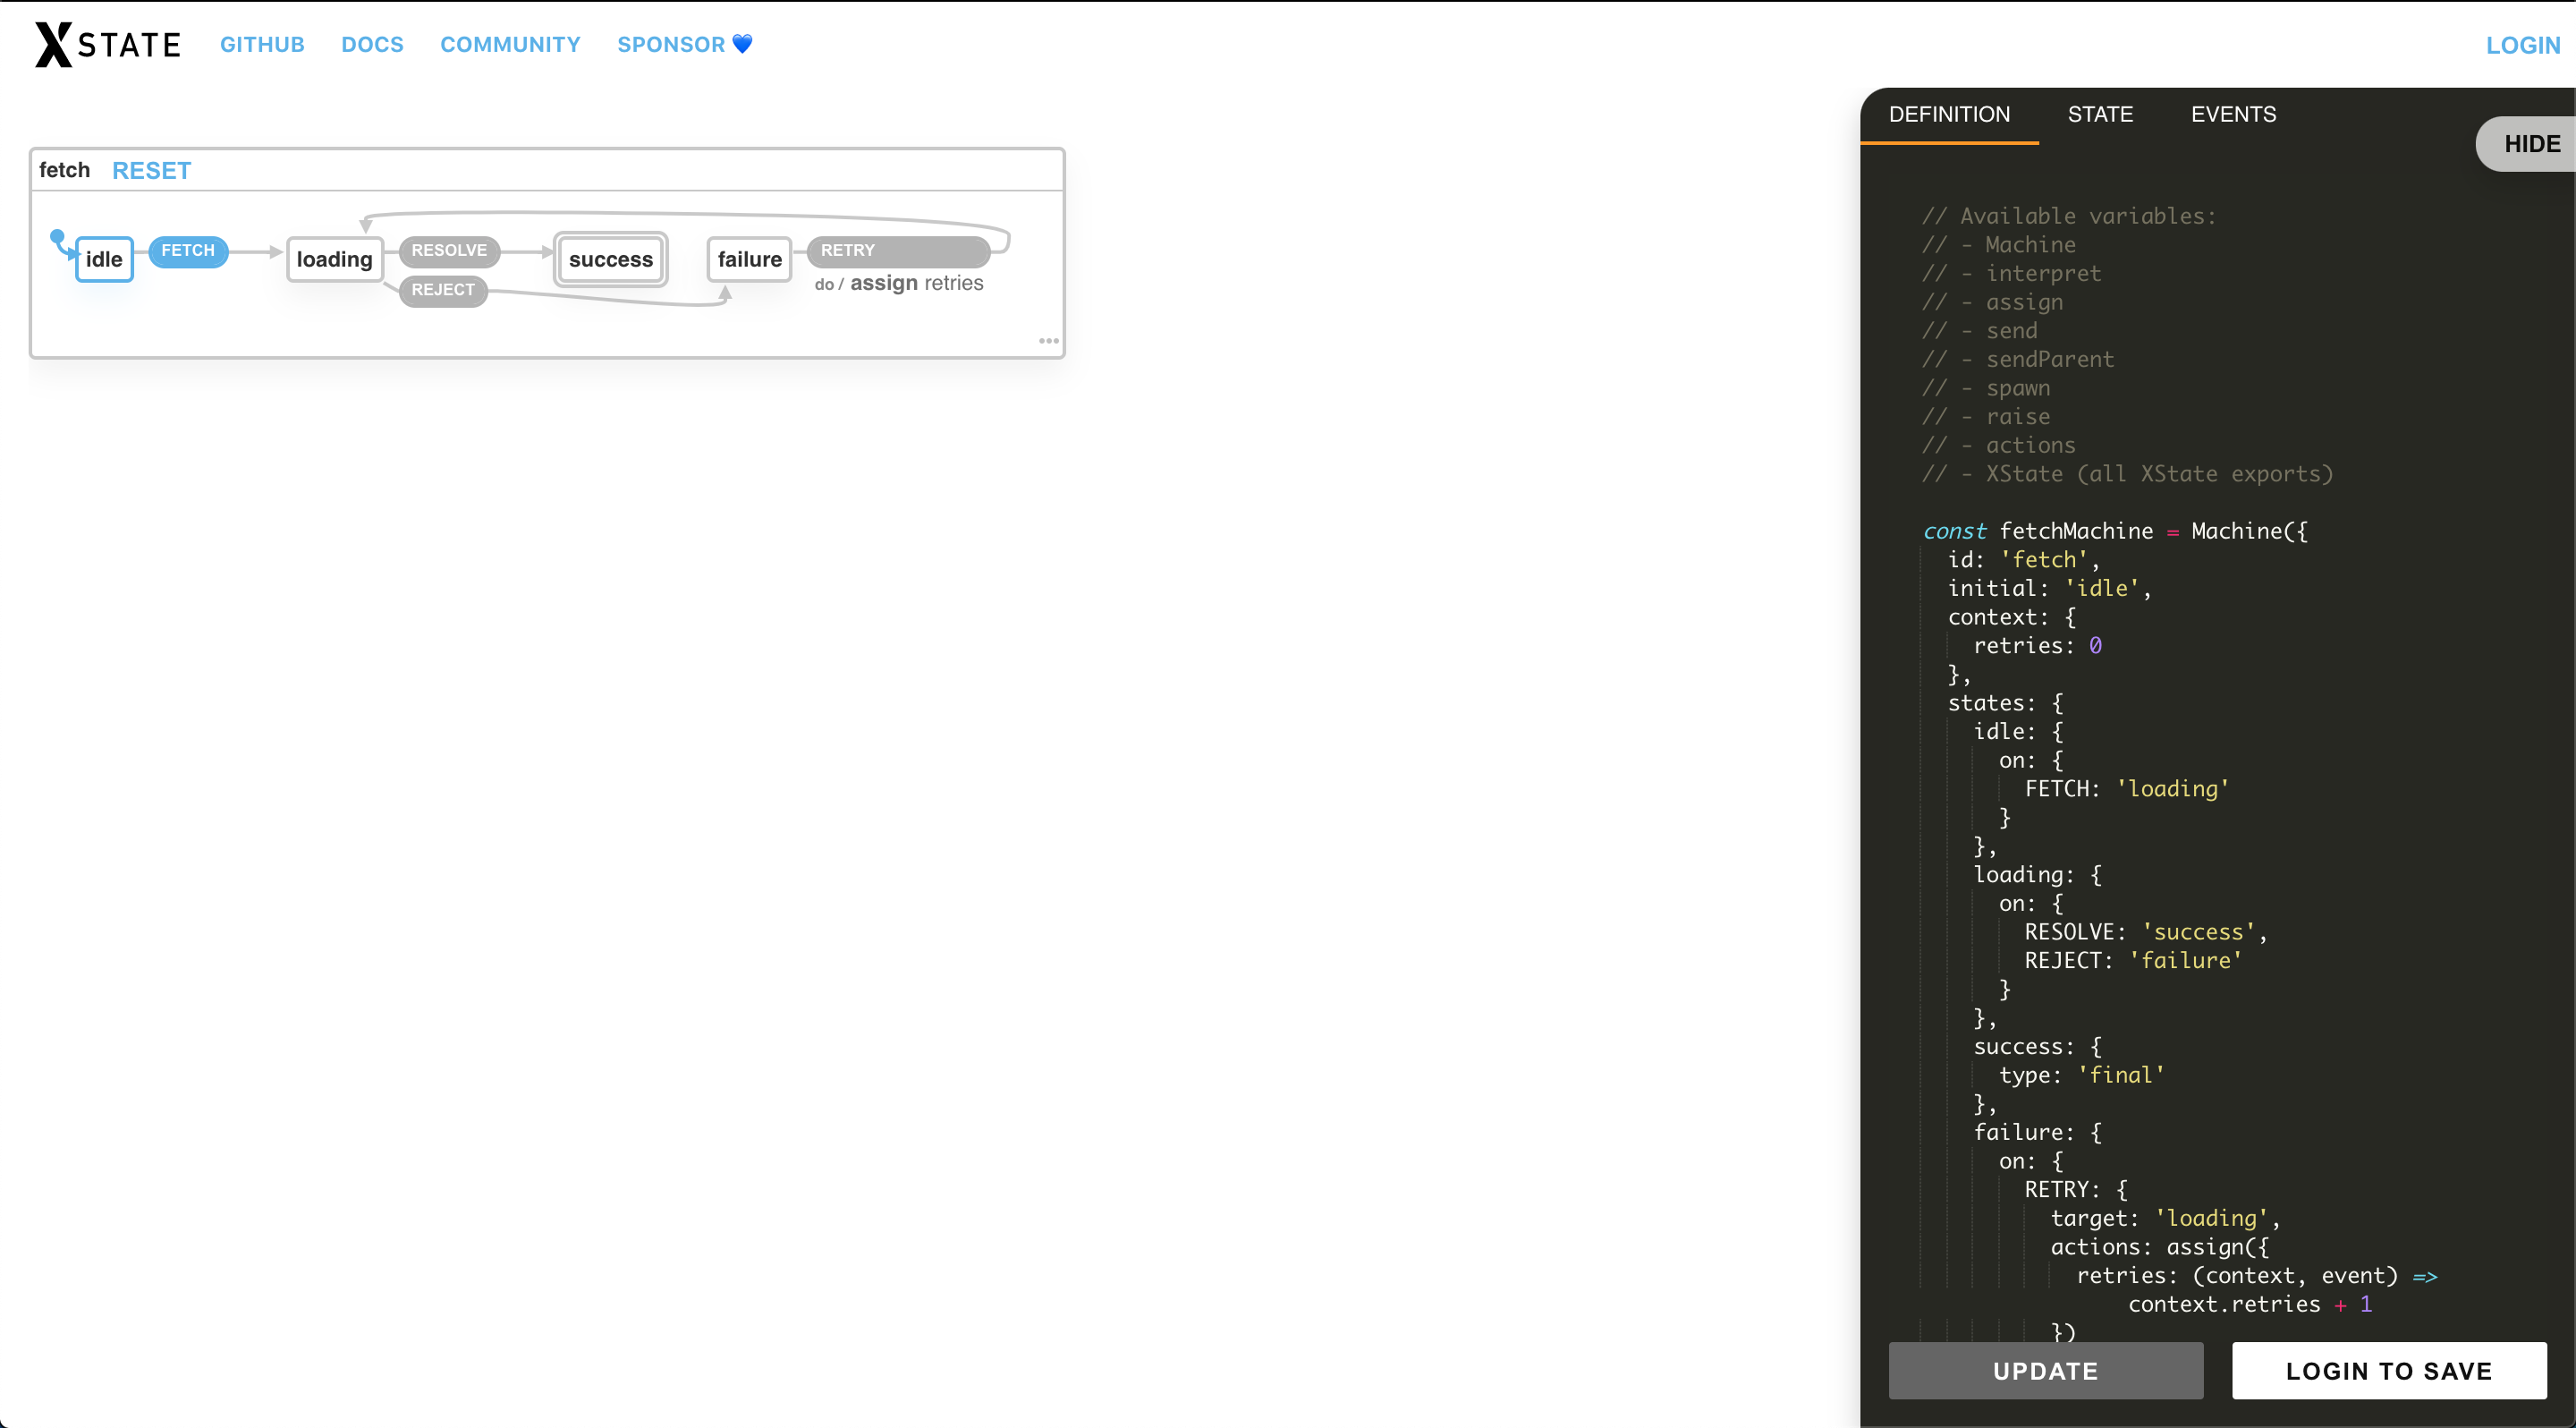 XSTATE GITHUB DOCS COMMUNITY SPONSOR 💙 LOGIN
fetch RESET
idle FETCH loading RESOLVE success failure RETRY
REJECT do / assign retries
DEFINITION STATE EVENTS
HIDE
// Available variables:
// - Machine
// - interpret
// - assign
// - send
// - sendParent
// - spawn
// - raise
// - actions
// - XState (all XState exports)
const fetchMachine = Machine({
id: 'fetch',
initial: 'idle',
context: {
retries: 0
},
states: {
idle: {
on: {
FETCH: 'loading'
}
},
loading: {
on: {
RESOLVE: 'success',
REJECT: 'failure'
}
},
success: {
type: 'final'
},
failure: {
on: {
RETRY: {
target: 'loading',
actions: assign({
retries: (context, event) =>
context.retries + 1
})
UPDATE LOGIN TO SAVE